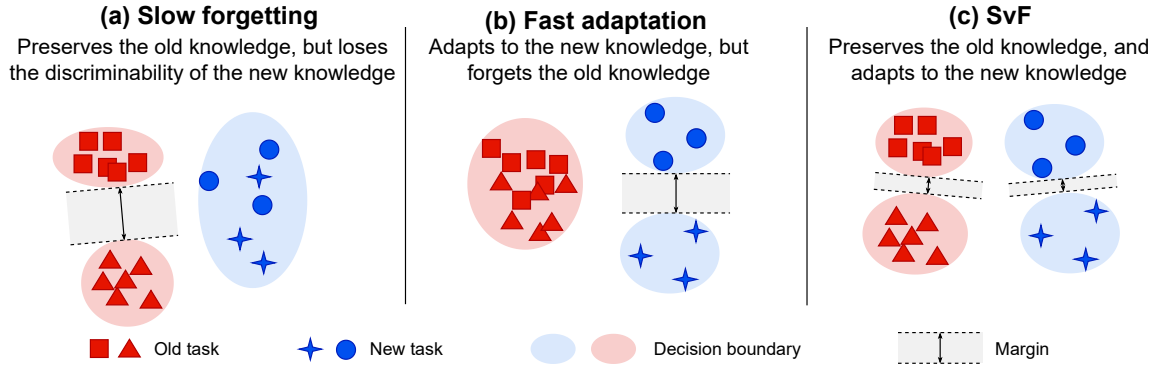 (a) Slow forgetting
Preserves the old knowledge, but loses
the discriminability of the new knowledge
(b) Fast adaptation
Adapts to the new knowledge, but
forgets the old knowledge
(c) SvF
Preserves the old knowledge, and
adapts to the new knowledge
Old task
New task
Decision boundary
Margin